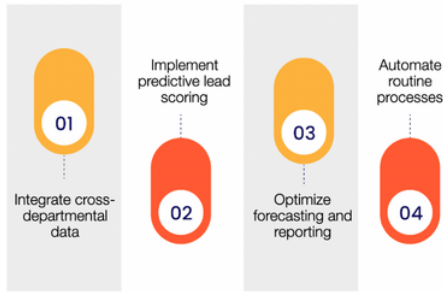 01
Integrate cross-
departmental
data
Implement
predictive lead
scoring
02
03
Optimize
forecasting and
reporting
Automate
routine
processes
04